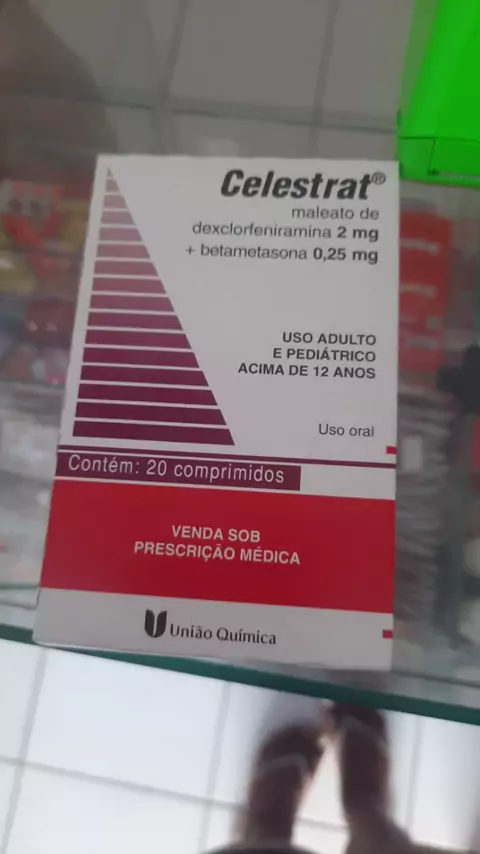 Celestrat®
maleato de
dexclorfeniramina 2 mg
+ betametasona 0,25 mg
USO ADULTO
E PEDIÁTRICO
ACIMA DE 12 ANOS
Uso oral
Contém: 20 comprimidos
VENDA SOB
PRESCRIÇÃO MÉDICA
União Química